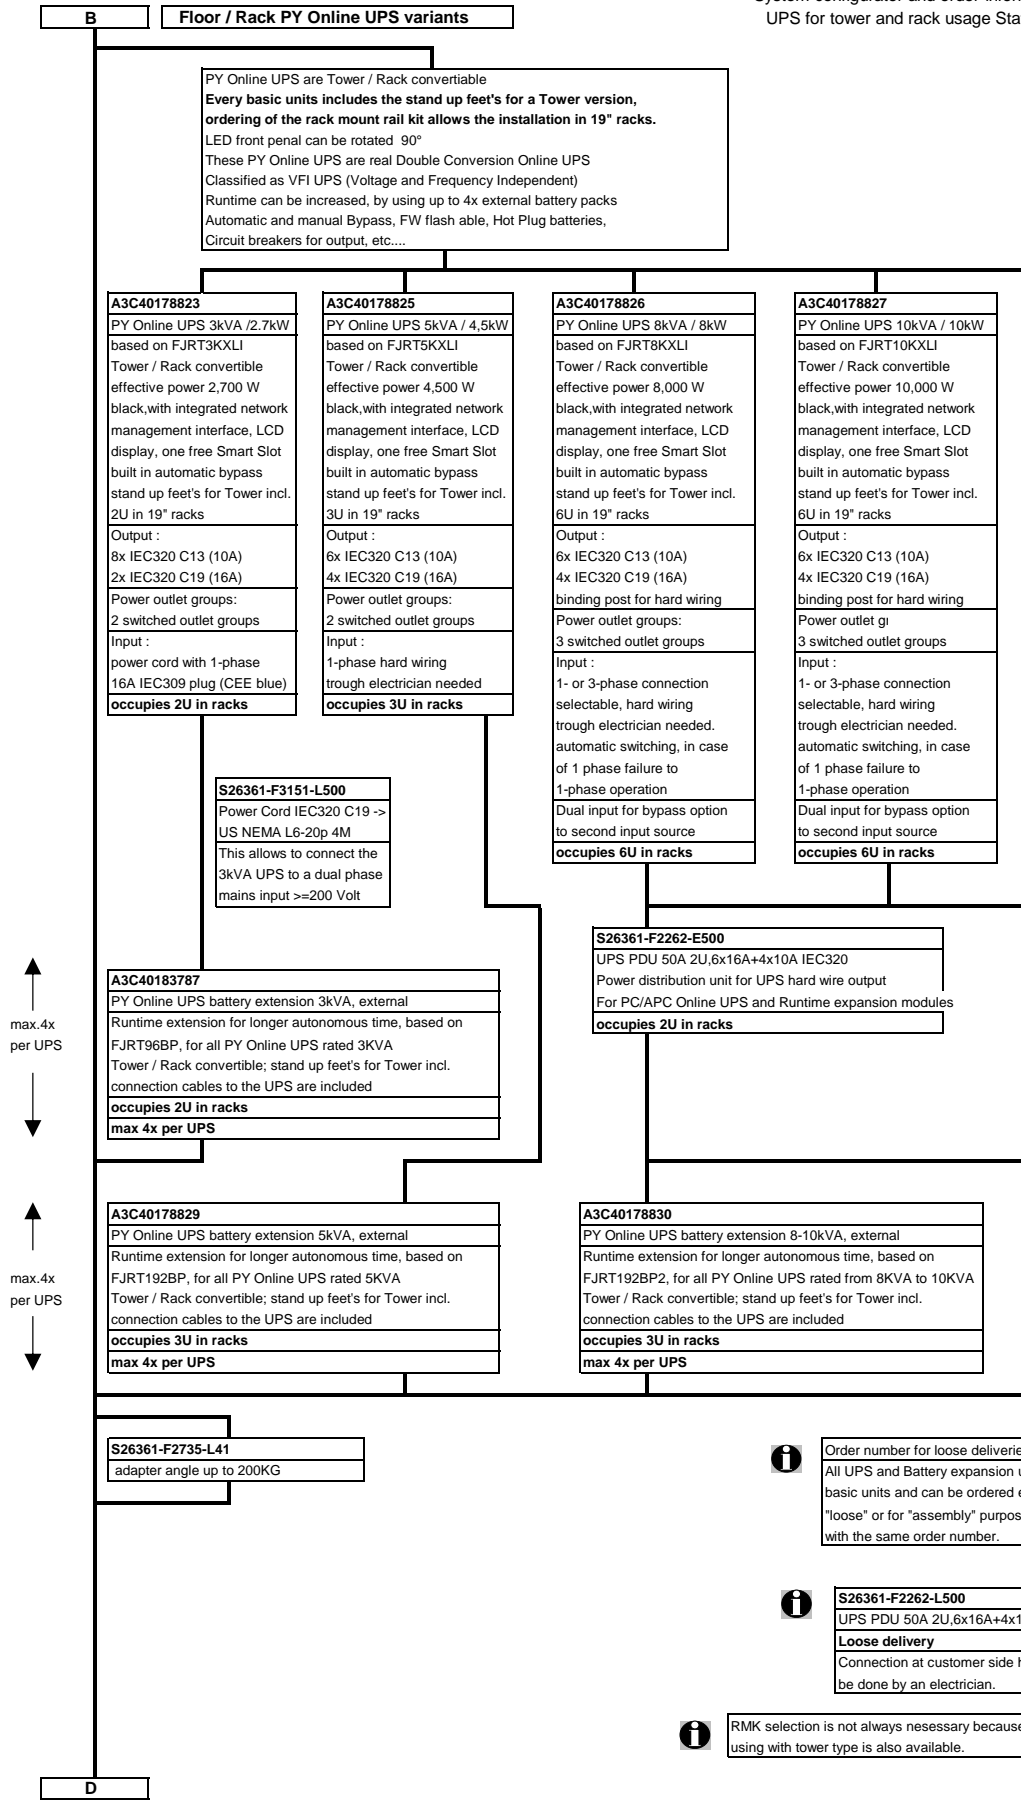 System configurator and order
UPS for tower and rack usage
B
Floor / Rack PY Online UPS variants
PY Online UPS are Tower / Rack convertiable
Every basic units includes the stand up feet's for a Tower version,
ordering of the rack mount rail kit allows the installation in 19" racks.
LED front penal can be rotated 90°
These PY Online UPS are real Double Conversion Online UPS
Classified as VFI UPS (Voltage and Frequency Independent)
Runtime can be increased, by using up to 4x external battery packs
Automatic and manual Bypass, FW flash able, Hot Plug batteries,
Circuit breakers for output, etc....
A3C40178823
PY Online UPS 3kVA /2.7kW
based on FJRT3KXLI
Tower / Rack convertible
effective power 2,700 W
black,with integrated network
management interface, LCD
display, one free Smart Slot
built in automatic bypass
stand up feet's for Tower incl.
2U in 19" racks
Output :
8x IEC320 C13 (10A)
2x IEC320 C19 (16A)
Power outlet groups:
2 switched outlet groups
Input :
power cord with 1-phase
16A IEC309 plug (CEE blue)
occupies 2U in racks
A3C40178825
PY Online UPS 5kVA / 4,5kW
based on FJRT5KXLI
Tower / Rack convertible
effective power 4,500 W
black,with integrated network
management interface, LCD
display, one free Smart Slot
built in automatic bypass
stand up feet's for Tower incl.
3U in 19" racks
Output :
6x IEC320 C13 (10A)
4x IEC320 C19 (16A)
Power outlet groups:
2 switched outlet groups
Input :
1-phase hard wiring
trough electrician needed
occupies 3U in racks
A3C40178826
PY Online UPS 8kVA / 8kW
based on FJRT8KXLI
Tower / Rack convertible
effective power 8,000 W
black,with integrated network
management interface, LCD
display, one free Smart Slot
built in automatic bypass
stand up feet's for Tower incl.
6U in 19" racks
Output :
6x IEC320 C13 (10A)
4x IEC320 C19 (16A)
binding post for hard wiring
Power outlet groups:
3 switched outlet groups
Input :
1- or 3-phase connection
selectable, hard wiring
trough electrician needed.
automatic switching, in case
of 1 phase failure to
1-phase operation
Dual input for bypass option
to second input source
occupies 6U in racks
A3C40178827
PY Online UPS 10kVA / 10kW
based on FJRT10KXLI
Tower / Rack convertible
effective power 10,000 W
black,with integrated network
management interface, LCD
display, one free Smart Slot
built in automatic bypass
stand up feet's for Tower incl.
6U in 19" racks
Output :
6x IEC320 C13 (10A)
4x IEC320 C19 (16A)
binding post for hard wiring
Power outlet
3 switched outlet groups
Input :
1- or 3-phase connection
selectable, hard wiring
trough electrician needed.
automatic switching, in case
of 1 phase failure to
1-phase operation
Dual input for bypass option
to second input source
occupies 6U in racks
S26361-F3151-L500
Power Cord IEC320 C19 ->
US NEMA L6-20p 4M
This allows to connect the
3kVA UPS to a dual phase
mains input >=200 Volt
S26361-F2262-E500
UPS PDU 50A 2U,6x16A+4x10A IEC320
Power distribution unit for UPS hard wire output
For PC/APC Online UPS and Runtime expansion modules
occupies 2U in racks
max.4x
per UPS
A3C40183787
PY Online UPS battery extension 3kVA, external
Runtime extension for longer autonomous time, based on
FJRT96BP, for all PY Online UPS rated 3KVA
Tower / Rack convertible; stand up feet's for Tower incl.
connection cables to the UPS are included
occupies 2U in racks
max 4x per UPS
max.4x
per UPS
A3C40178829
PY Online UPS battery extension 5kVA, external
Runtime extension for longer autonomous time, based on
FJRT192BP, for all PY Online UPS rated 5KVA
Tower / Rack convertible; stand up feet's for Tower incl.
connection cables to the UPS are included
occupies 3U in racks
max 4x per UPS
A3C40178830
PY Online UPS battery extension 8-10kVA, external
Runtime extension for longer autonomous time, based on
FJRT192BP2, for all PY Online UPS rated from 8KVA to 10KVA
Tower / Rack convertible; stand up feet's for Tower incl.
connection cables to the UPS are included
occupies 3U in racks
max 4x per UPS
S26361-F2735-L41
adapter angle up to 200KG
Order number for loose
All UPS and Battery expansion
basic units and can be ordered
"loose" or for "assembly"
with the same order number.
S26361-F2262-L500
UPS PDU 50A
Loose delivery
Connection at customer side
be done by an electrician.
RMK selection is not always nesessary because
using with tower type is also available.
D